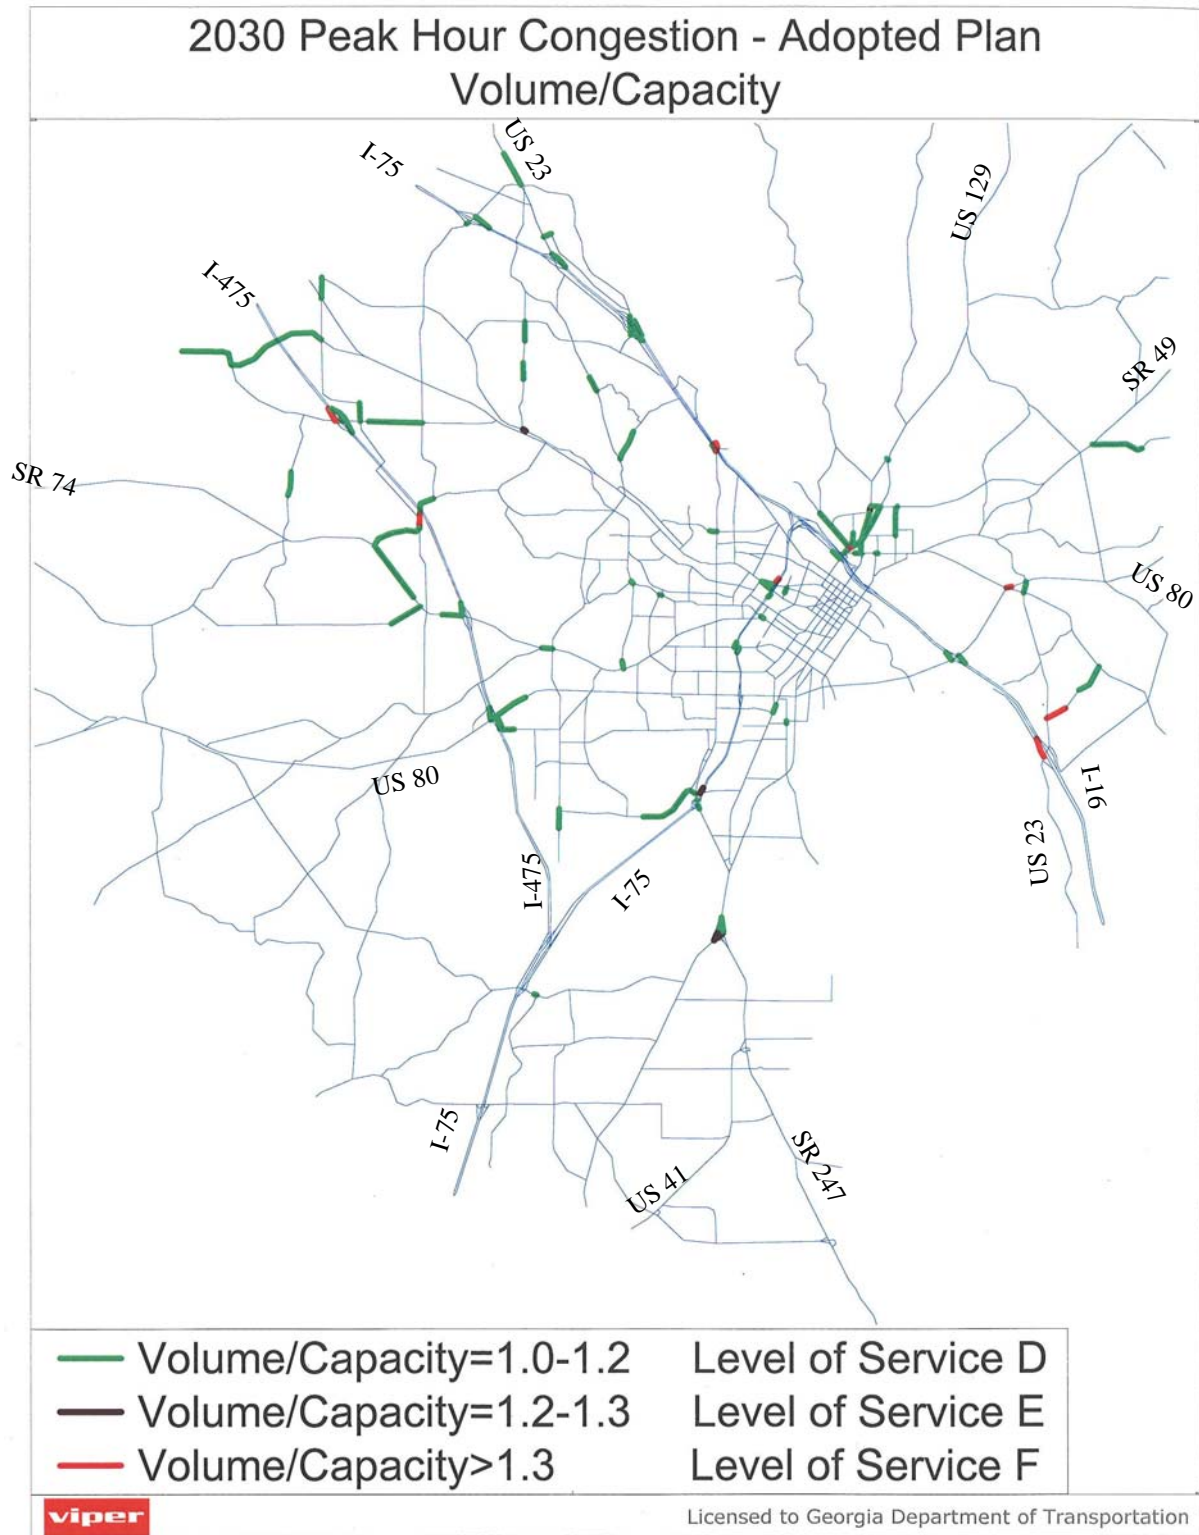 2030 Peak Hour Congestion - Adopted Plan
Volume/Capacity
US 23
I-75
US 129
I-475
SR 49
SR 74
US 80
US 80
I-16
US 23
I-475
I-75
I-75
SR 247
US 41
Volume/Capacity=1.0-1.2 Level of Service D
Volume/Capacity=1.2-1.3 Level of Service E
Volume/Capacity>1.3 Level of Service F
viper
Licensed to Georgia Department of Transportation